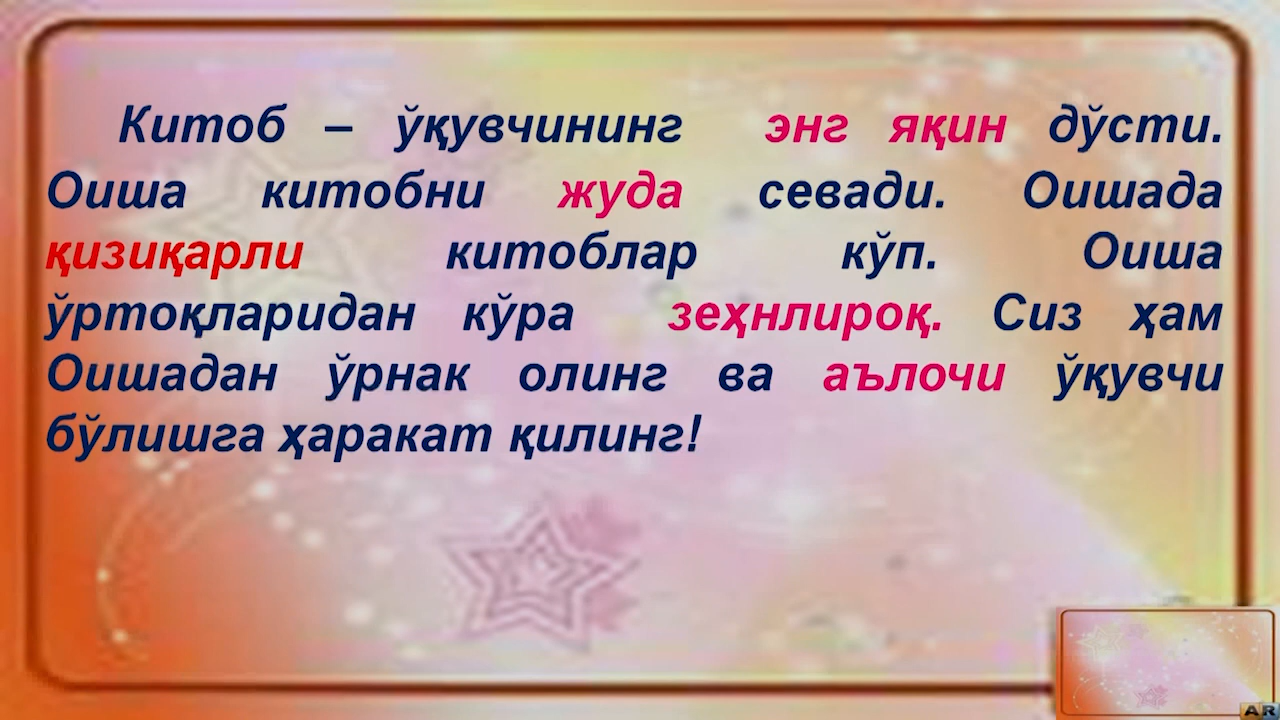 Китоб – ўқувчининг энг яқин дўсти.
Оиша китобни жуда севади. Оишада
қизиқарли китоблар кўп. Оиша
ўртоқларидан кўра зеҳнлироқ. Сиз ҳам
Оишадан ўрнак олинг ва аълочи ўқувчи
бўлишга ҳаракат қилинг!
AR